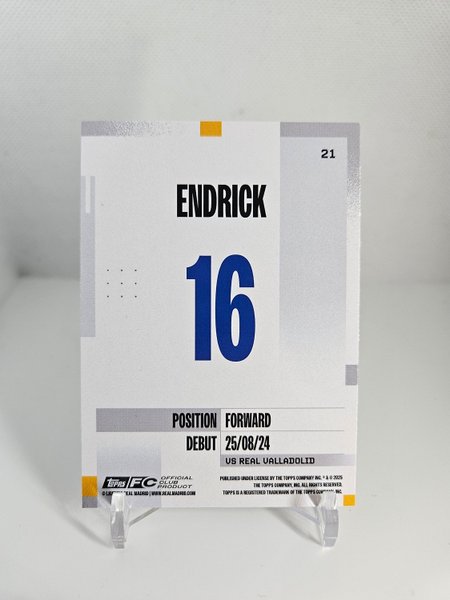 21
ENDRICK
16
POSITION FORWARD
DEBUT 25/08/24
VS REAL VALLADOLID
topps FC OFFICIAL CLUB PRODUCT
PUBLISHED UNDER LICENSE BY THE TOPPS COMPANY INC. ® & © 2025
THE TOPPS COMPANY, INC. ALL RIGHTS RESERVED.
REAL MADRID | WWW.REALMADRID.COM
TOPPS IS A REGISTERED TRADEMARK OF THE TOPPS INC.